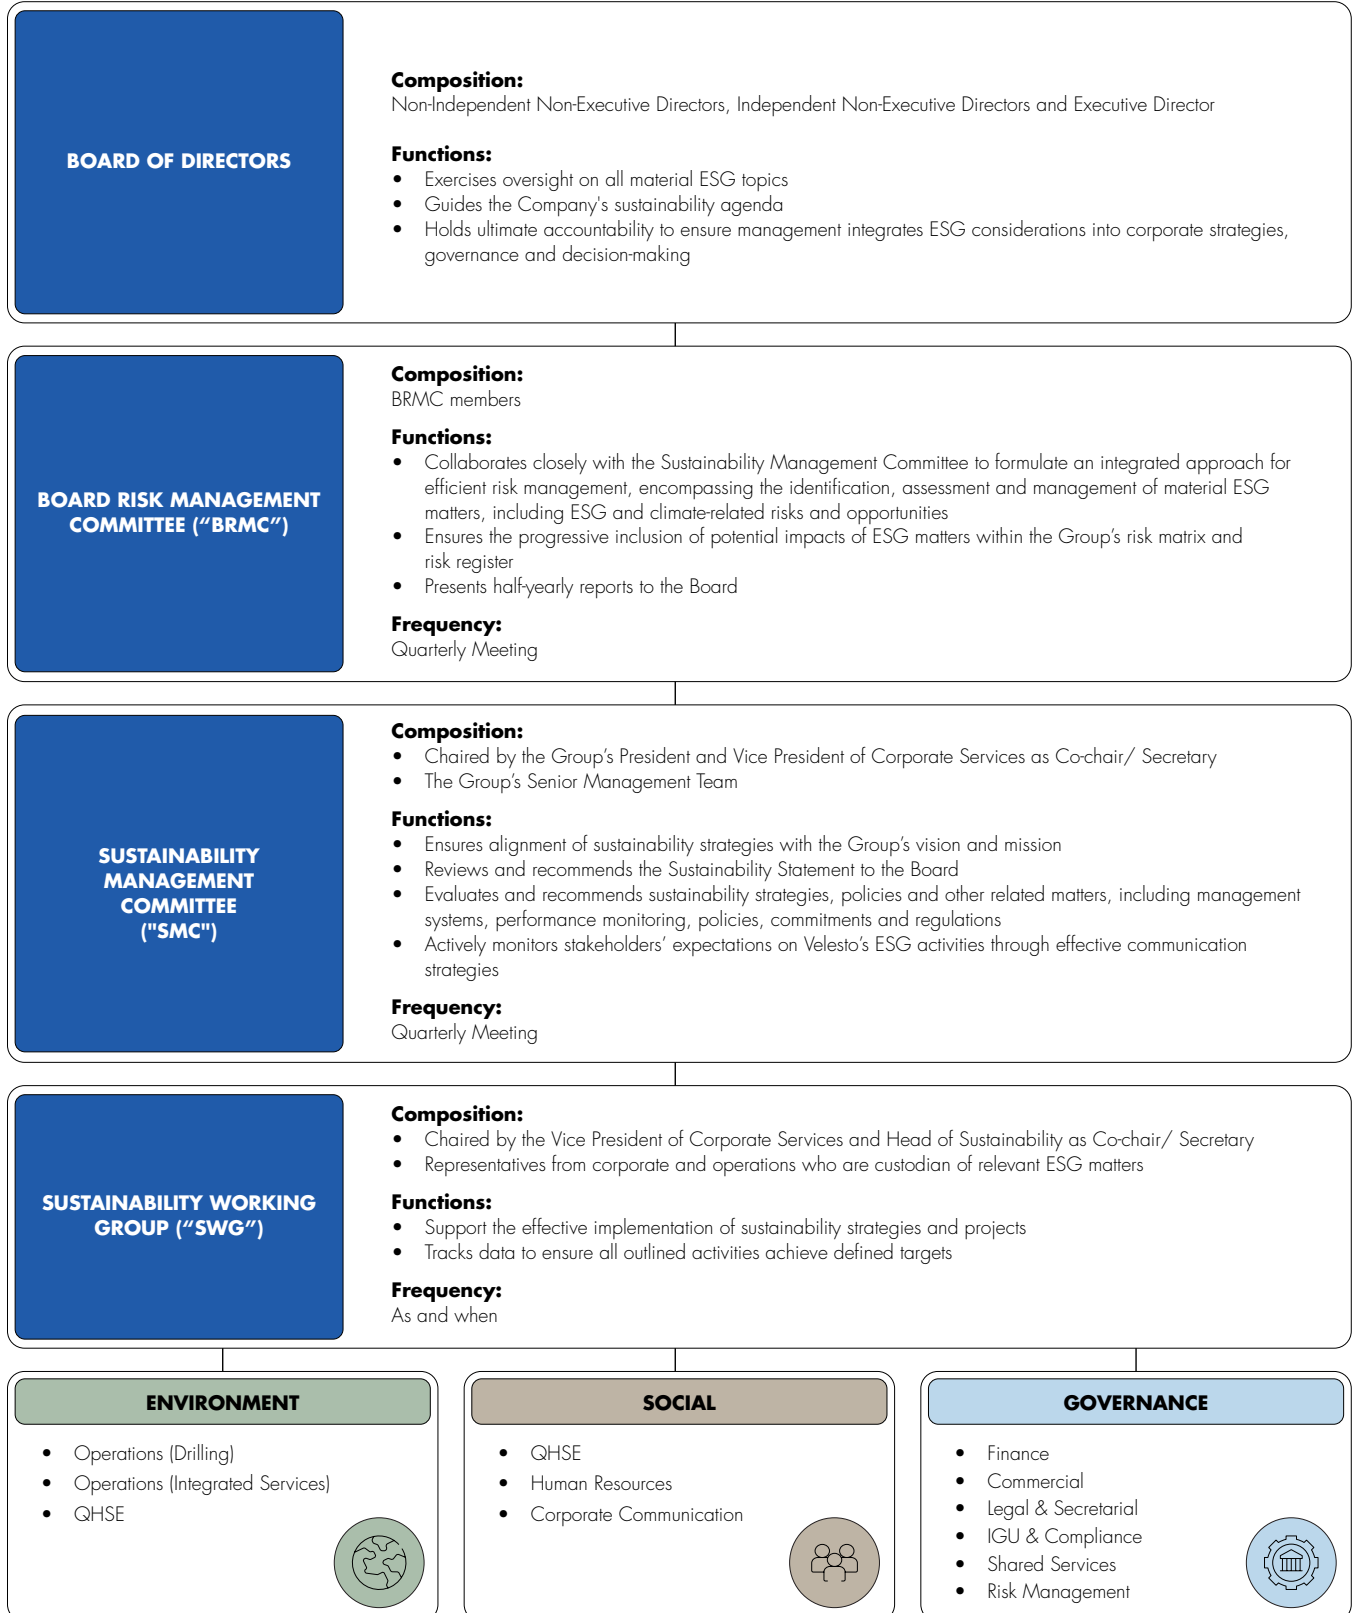 BOARD OF DIRECTORS
Composition:
Non-Independent Non-Executive Directors, Independent Non-Executive Directors and Executive Director
Functions:
• Exercises oversight on all material ESG topics
• Guides the Company's sustainability agenda
• Holds ultimate accountability to ensure management integrates ESG considerations into corporate strategies,
governance and decision-making
BOARD RISK MANAGEMENT
COMMITTEE (“BRMC”)
Composition:
BRMC members
Functions:
• Collaborates closely with the Sustainability Management Committee to formulate an integrated approach for
efficient risk management, encompassing the identification, assessment and management of material ESG
matters, including ESG and climate-related risks and opportunities
• Ensures the progressive inclusion of potential impacts of ESG matters within the Group’s risk matrix and
risk register
• Presents half-yearly reports to the Board
Frequency:
Quarterly Meeting
SUSTAINABILITY
MANAGEMENT
COMMITTEE
("SMC")
Composition:
• Chaired by the Group’s President and Vice President of Corporate Services as Co-chair/ Secretary
• The Group’s Senior Management Team
Functions:
• Ensures alignment of sustainability strategies with the Group’s vision and mission
• Reviews and recommends the Sustainability Statement to the Board
• Evaluates and recommends sustainability strategies, policies and other related matters, including management
systems, performance monitoring, policies, commitments and regulations
• Actively monitors stakeholders’ expectations on Velesto’s ESG activities through effective communication
strategies
Frequency:
Quarterly Meeting
SUSTAINABILITY WORKING
GROUP (“SWG”)
Composition:
• Chaired by the Vice President of Corporate Services and Head of Sustainability as Co-chair/ Secretary
• Representatives from corporate and operations who are custodian of relevant ESG matters
Functions:
• Support the effective implementation of sustainability strategies and projects
• Tracks data to ensure all outlined activities achieve defined targets
Frequency:
As and when
ENVIRONMENT
• Operations (Drilling)
• Operations (Integrated Services)
• QHSE
SOCIAL
• QHSE
• Human Resources
• Corporate Communication
GOVERNANCE
• Finance
• Commercial
• Legal & Secretarial
• IGU & Compliance
• Shared Services
• Risk Management